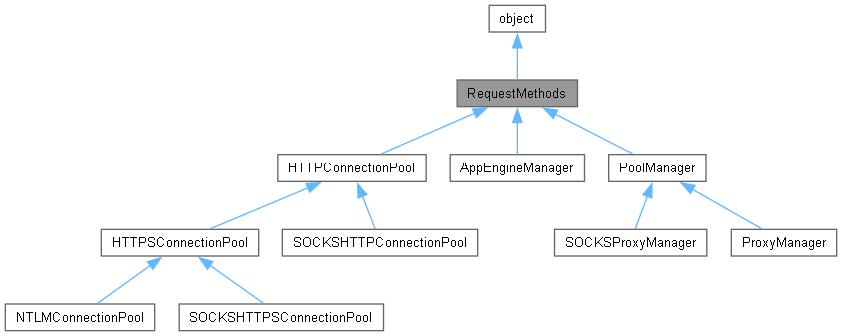 object
RequestMethods
HTTPConnectionPool
AppEngineManager
PoolManager
HTTPSConnectionPool
SOCKSHTTPConnectionPool
SOCKSProxyManager
ProxyManager
NTLMConnectionPool
SOCKSHTTPSConnectionPool